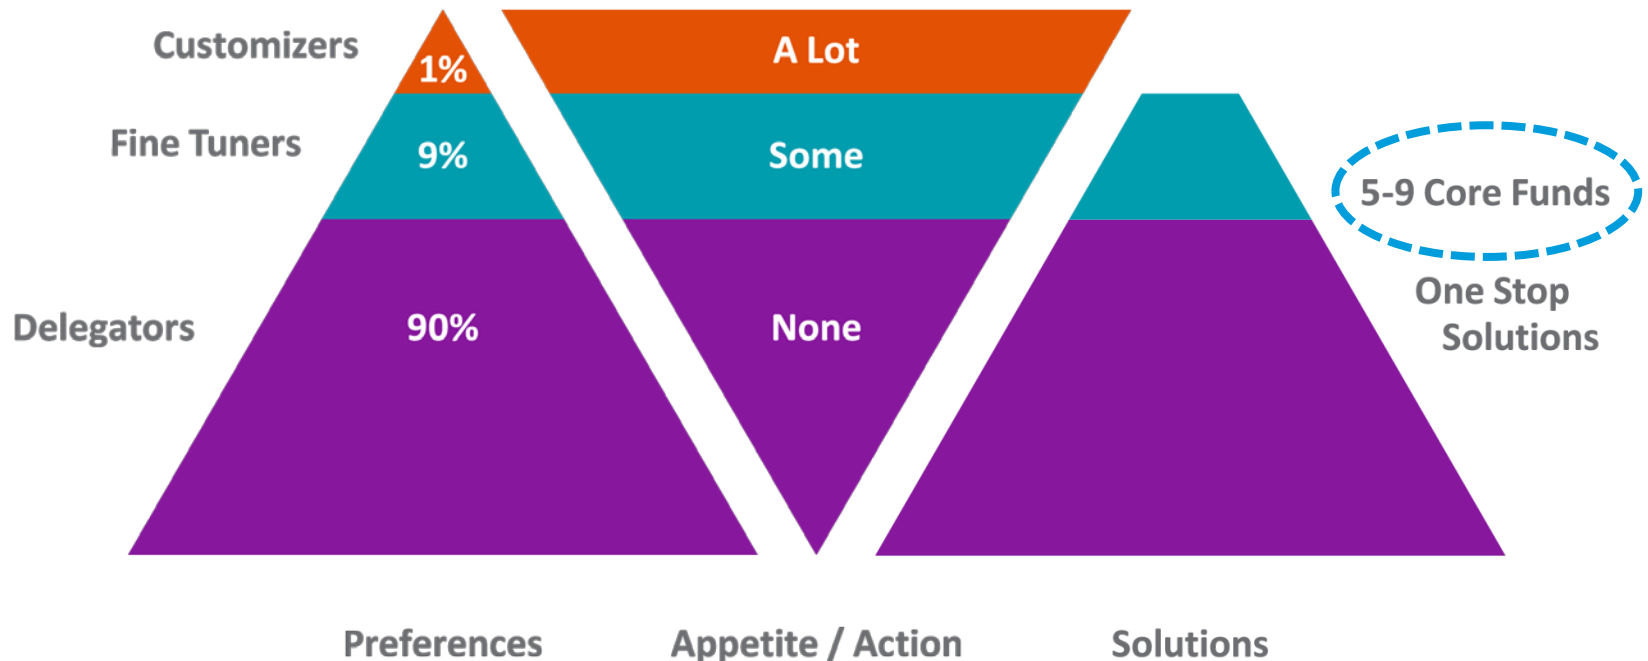 Customizers
1%
A Lot
Fine Tuners
9%
Some
5-9 Core Funds
One Stop
Solutions
Delegators
90%
None
Preferences
Appetite / Action
Solutions